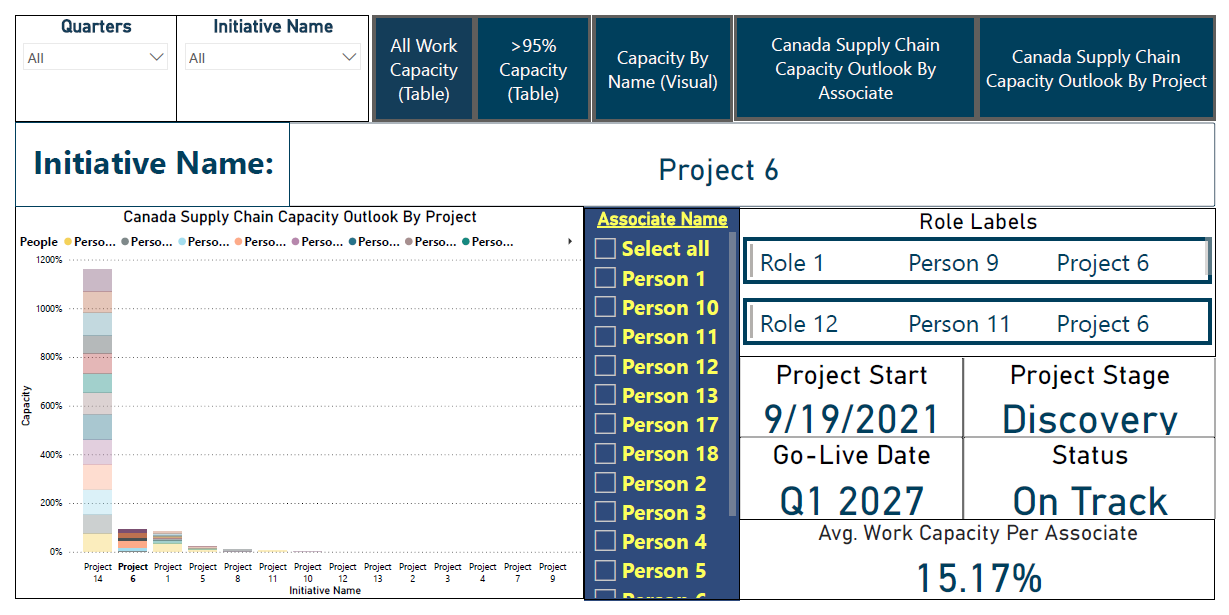 Quarters
All
Initiative Name
All
All Work
Capacity
(Table)
>95%
Capacity
(Table)
Capacity By
Name (Visual)
Canada Supply Chain
Capacity Outlook By
Associate
Canada Supply Chain
Capacity Outlook By Project
Initiative Name:
Project 6
Canada Supply Chain Capacity Outlook By Project
People Perso... Perso... Perso... Perso... Perso... Perso... Perso... Perso...
1200%
1000%
800%
600%
400%
200%
0%
Capacity
Project Project Project Project Project Project Project Project Project Project Project Project Project Project
14 6 1 5 8 11 10 12 13 2 3 4 7 9
Initiative Name
Associate Name
Select all
Person 1
Person 10
Person 11
Person 12
Person 13
Person 17
Person 18
Person 2
Person 3
Person 4
Person 5
Person 6
Role Labels
Role 1 Person 9 Project 6
Role 12 Person 11 Project 6
Project Start
9/19/2021
Project Stage
Discovery
Go-Live Date
Q1 2027
Status
On Track
Avg. Work Capacity Per Associate
15.17%